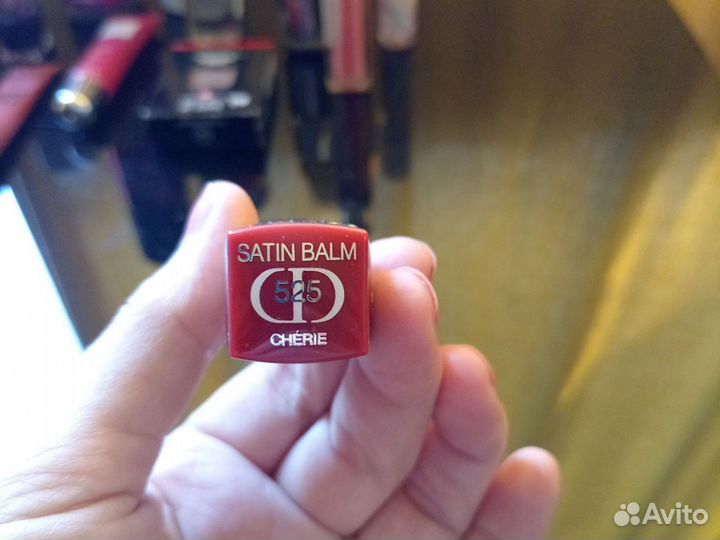 SATIN BALM
CD
525
CHÉRIE
Avito